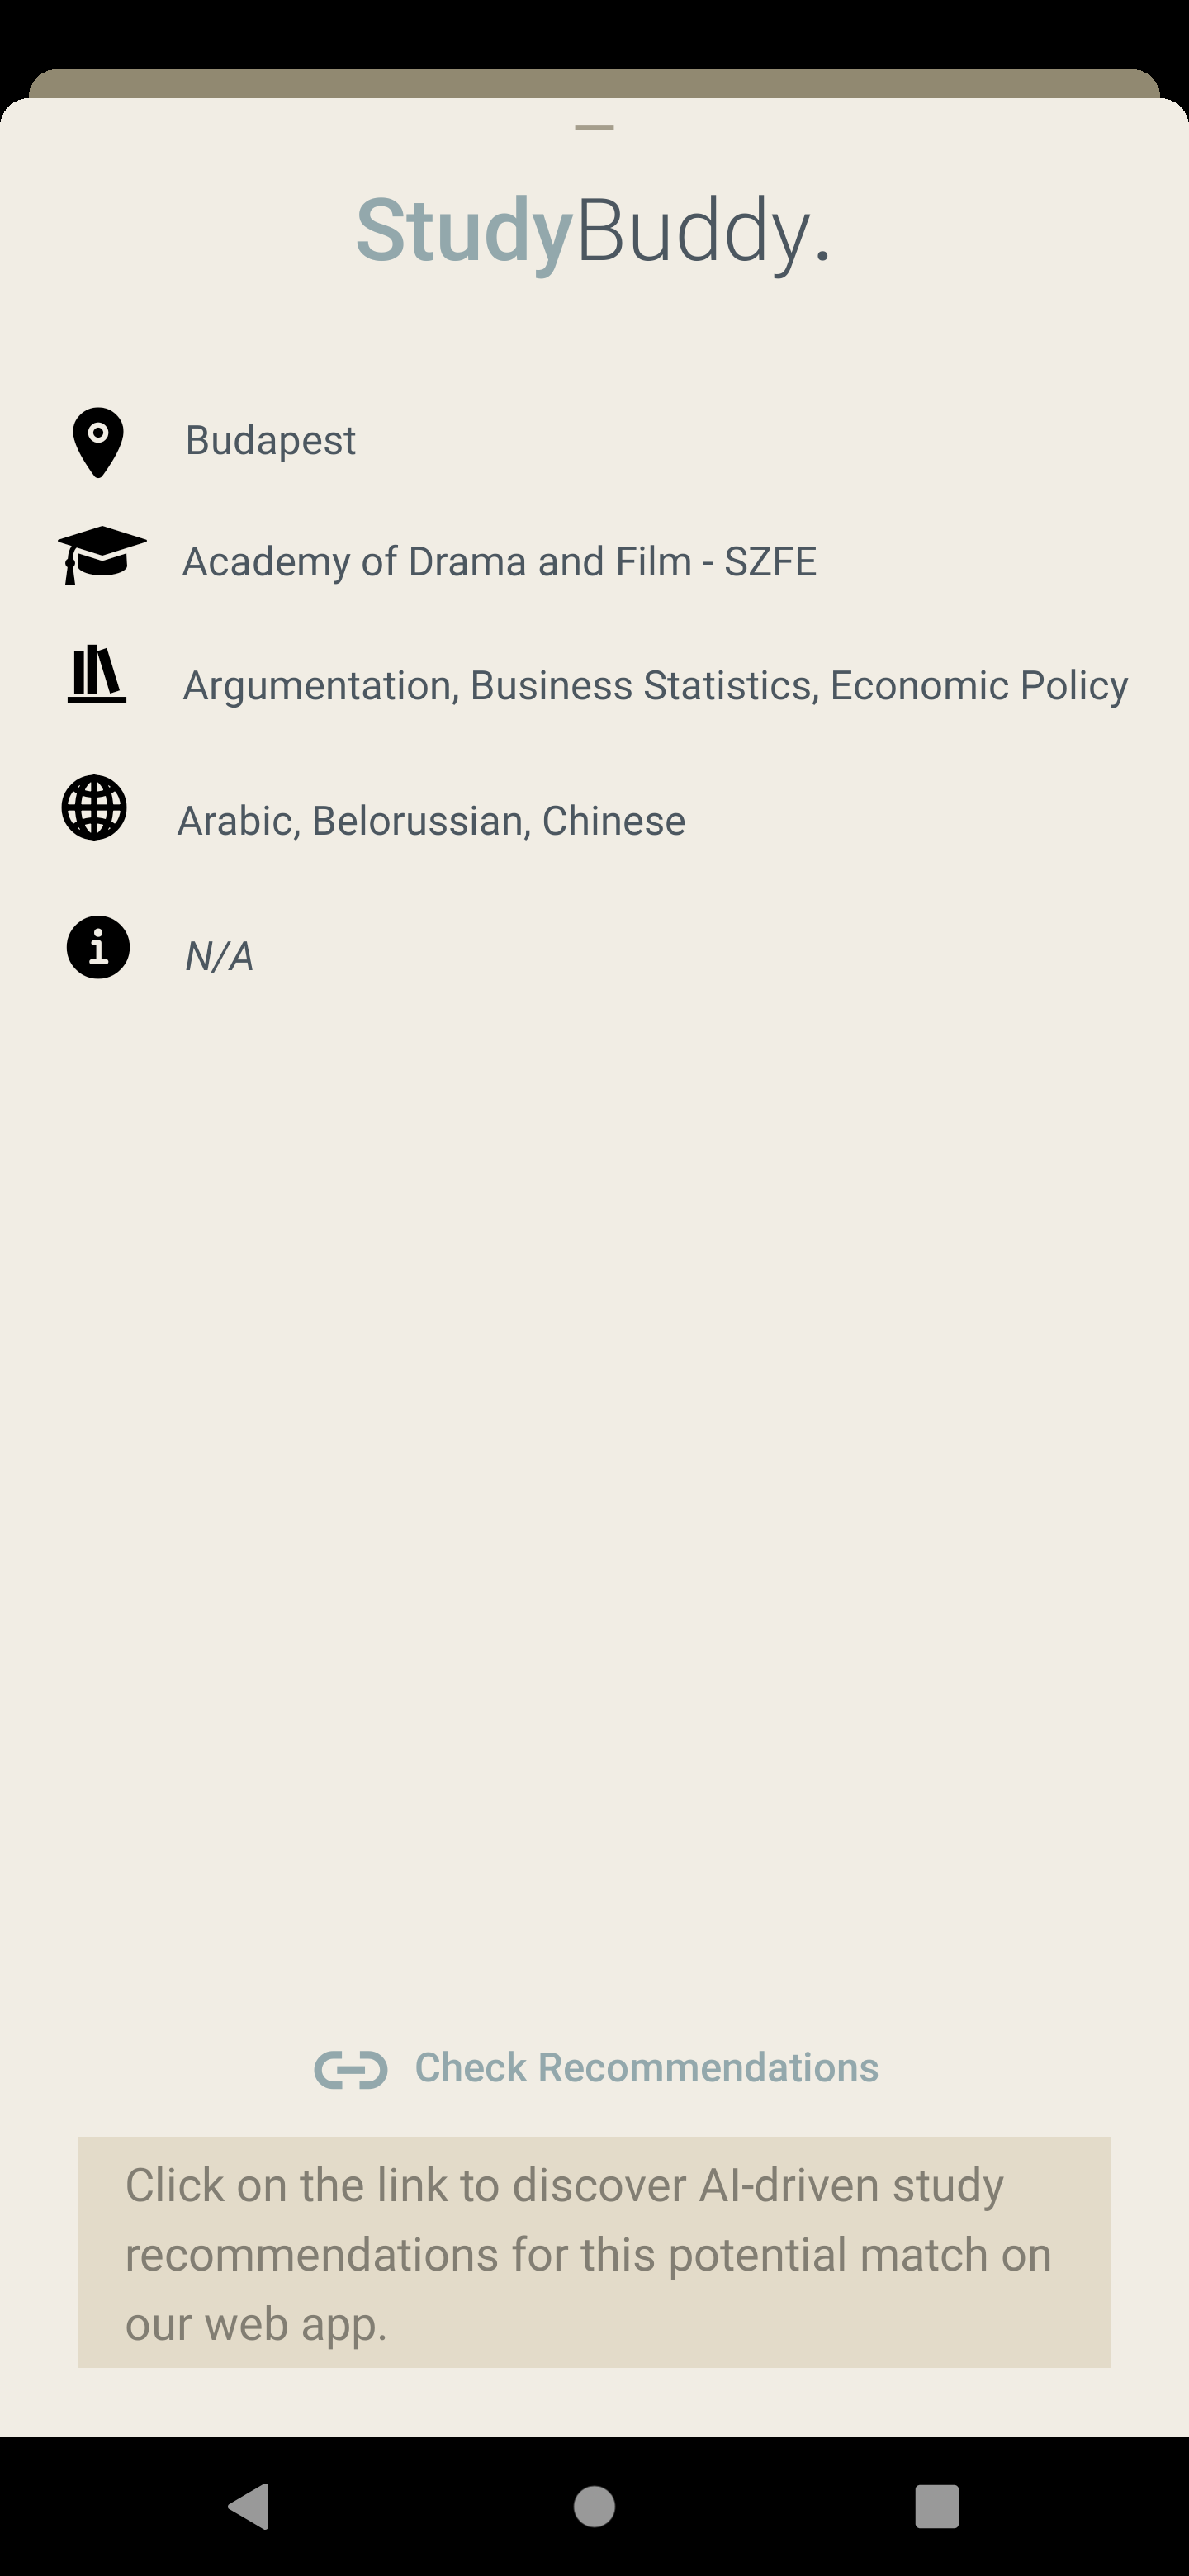 StudyBuddy.
Budapest
Academy of Drama and Film - SZFE
Argumentation, Business Statistics, Economic Policy
Arabic, Belorussian, Chinese
N/A
Check Recommendations
Click on the link to discover AI-driven study
recommendations for this potential match on
our web app.